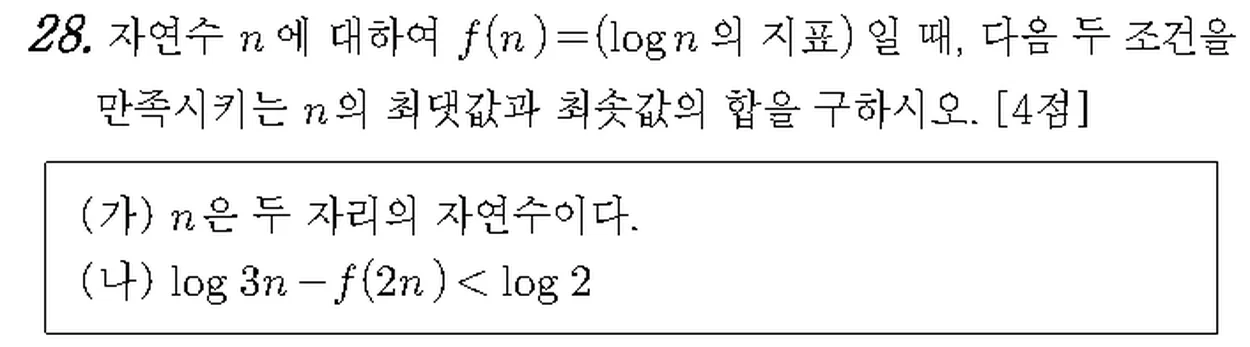 28. 자연수 n에 대하여 f(n)=(log n의 지표)일 때, 다음 두 조건을
만족시키는 n의 최댓값과 최솟값의 합을 구하시오. [4점]
(가) n은 두 자리의 자연수이다.
(나) log 3n - f(2n) < log 2